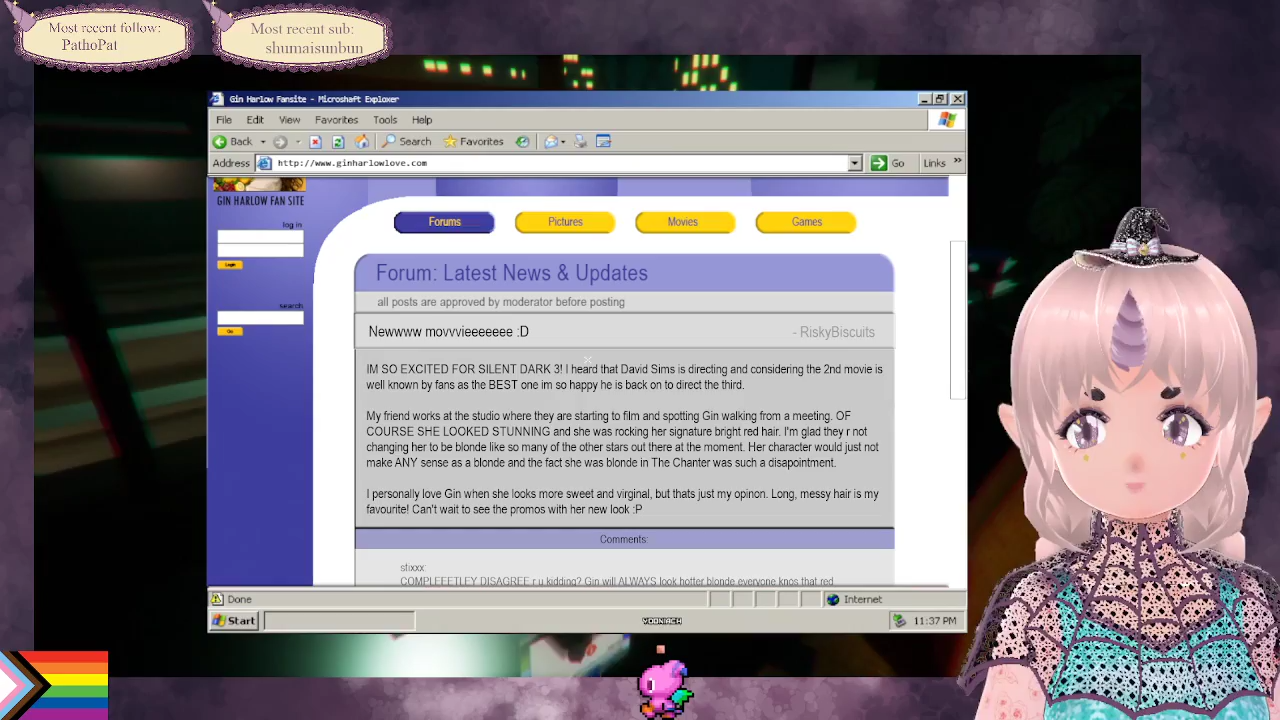 Most recent follow:
PathoPat
Most recent sub:
shumaisunbun
Gin Harlow Fansite - Microshaft Exploxer
File Edit View Favorites Tools Help
Back Search Favorites
Address http://www.ginharlowlove.com Go Links »
GIN HARLOW FAN SITE
log in
Login
search
Go
Forums Pictures Movies Games
Forum: Latest News & Updates
all posts are approved by moderator before posting
Newwww movvvieeeeeee :D - RiskyBiscuits
IM SO EXCITED FOR SILENT DARK 3! I heard that David Sims is directing and considering the 2nd movie is
well known by fans as the BEST one im so happy he is back on to direct the third.
My friend works at the studio where they are starting to film and spotting Gin walking from a meeting. OF
COURSE SHE LOOKED STUNNING and she was rocking her signature bright red hair. I'm glad they r not
changing her to be blonde like so many of the other stars out there at the moment. Her character would just not
make ANY sense as a blonde and the fact she was blonde in The Chanter was such a disapointment.
I personally love Gin when she looks more sweet and virginal, but thats just my opinon. Long, messy hair is my
favourite! Can't wait to see the promos with her new look :P
Comments:
stixxx:
COMPLEEETLEY DISAGREE r u kidding? Gin will ALWAYS look hotter blonde everyone knos that red
Done Internet
Start 11:37 PM